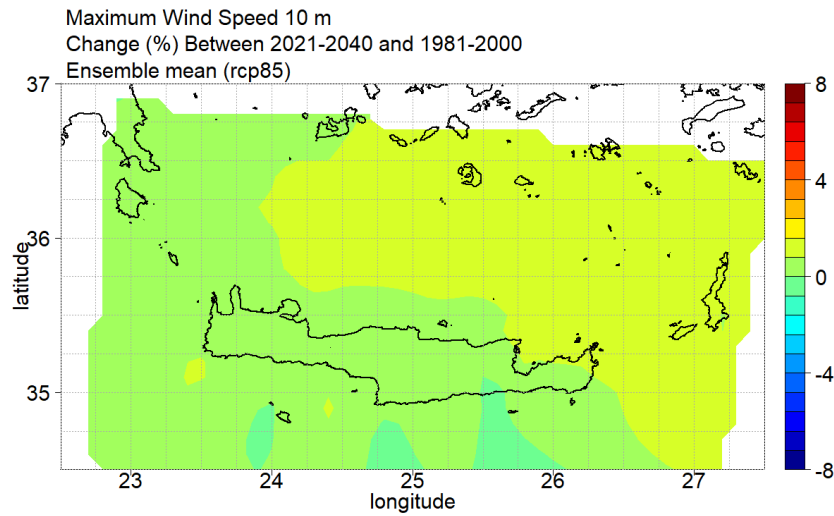 Maximum Wind Speed 10 m
Change (%) Between 2021-2040 and 1981-2000
Ensemble mean (rcp85)
37
36
35
latitude
23
24
25
26
27
longitude
8
4
0
-4
-8